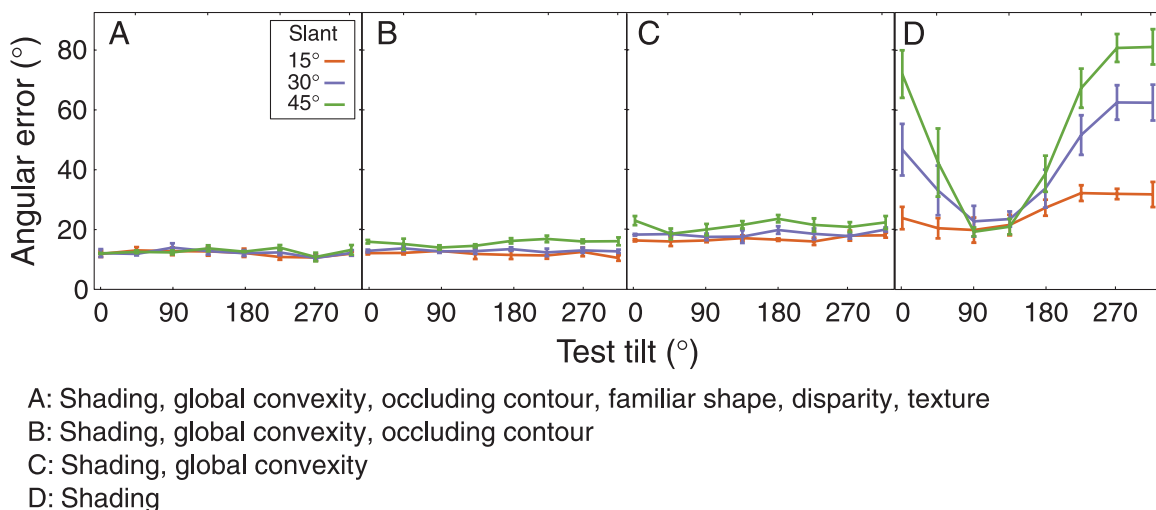 A B C D
Slant
15°
30°
45°
80
60
40
20
0
Angular error (°)
0 90 180 270 0 90 180 270 0 90 180 270 0 90 180 270
Test tilt (°)
A: Shading, global convexity, occluding contour, familiar shape, disparity, texture
B: Shading, global convexity, occluding contour
C: Shading, global convexity
D: Shading